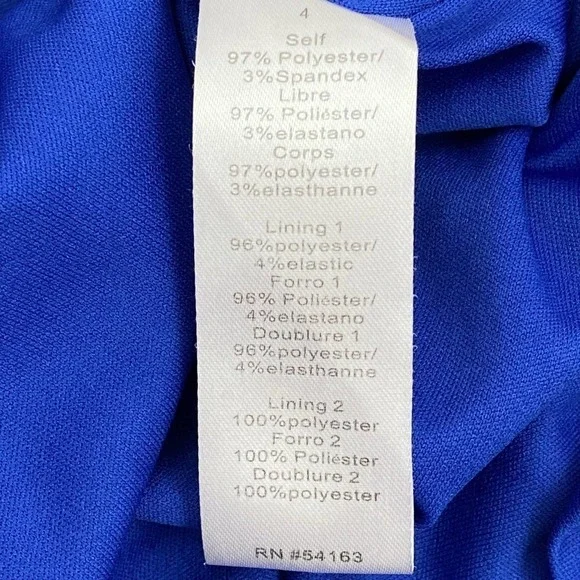 4
Self
97% Polyester/
3%Spandex
Libre
97% Poliéster/
3%elastano
Corps
97%polyester/
3%elasthanne
Lining 1
96%polyester/
4%elastic
Forro 1
96% Poliéster/
4%elastano
Doublure 1
96%polyester/
4%elasthanne
Lining 2
100%polyester
Forro 2
100% Poliéster
Doublure 2
100%polyester
RN #54163